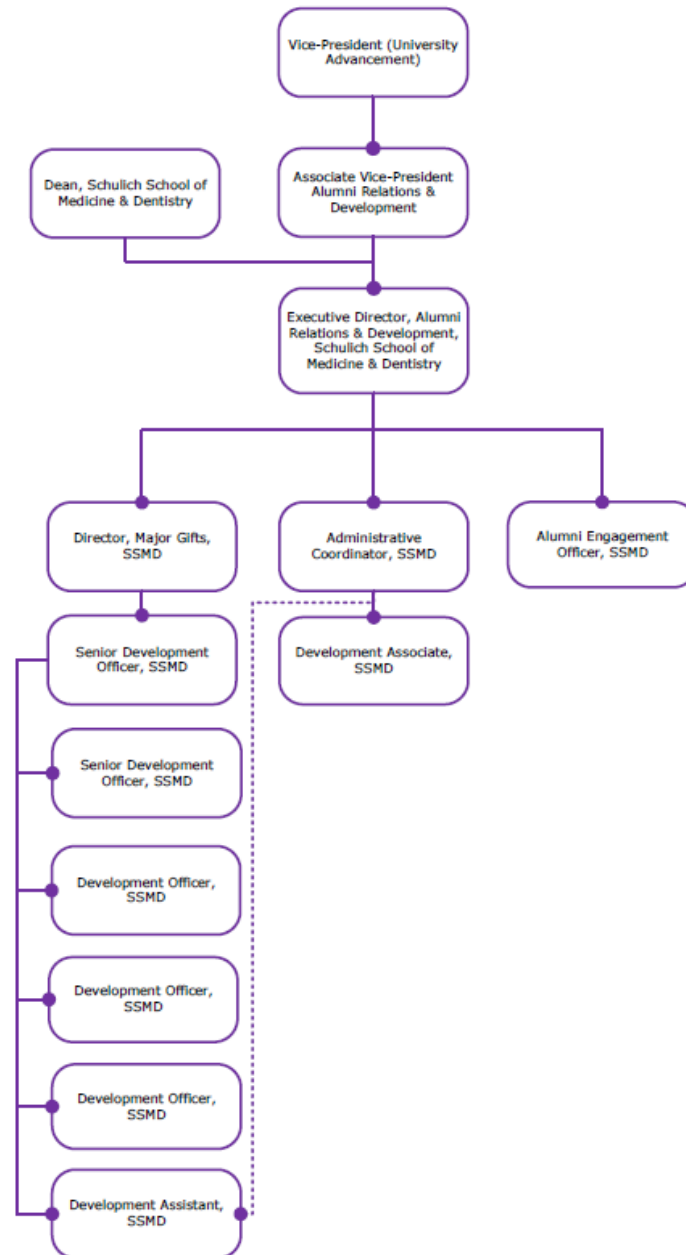 Vice-President (University
Advancement)
Dean, Schulich School of
Medicine & Dentistry
Associate Vice-President
Alumni Relations &
Development
Executive Director, Alumni
Relations & Development,
Schulich School of
Medicine & Dentistry
Director, Major Gifts,
SSMD
Administrative
Coordinator, SSMD
Alumni Engagement
Officer, SSMD
Senior Development
Officer, SSMD
Development Associate,
SSMD
Senior Development
Officer, SSMD
Development Officer,
SSMD
Development Officer,
SSMD
Development Officer,
SSMD
Development Assistant,
SSMD